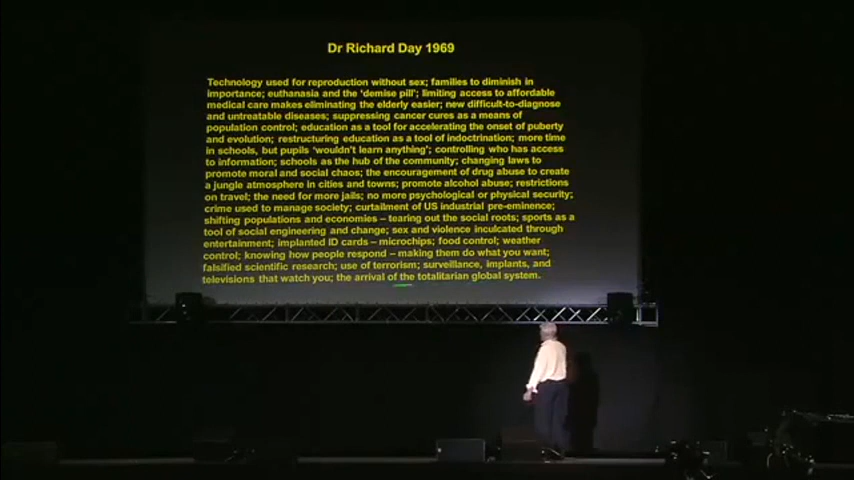 Dr Richard Day 1969
Technology used for reproduction without sex; families to diminish in
importance; euthanasia and the 'demise pill'; limiting access to affordable
medical care makes eliminating the elderly easier; new difficult-to-diagnose
and untreatable diseases; suppressing cancer cures as a means of
population control; education as a tool for accelerating the onset of puberty
and evolution; restructuring education as a tool of indoctrination; more time
in schools, but pupils 'wouldn't learn anything'; controlling who has access
to information; schools as the hub of the community; changing laws to
promote moral and social chaos; the encouragement of drug abuse to create
a jungle atmosphere in cities and towns; promote alcohol abuse; restrictions
on travel; the need for more jails; no more psychological or physical security;
crime used to manage society; curtailment of US industrial pre-eminence;
shifting populations and economies – tearing out the social roots; sports as a
tool of social engineering and change; sex and violence inculcated through
entertainment; implanted ID cards – microchips; food control; weather
control; knowing how people respond – making them do what you want;
falsified scientific research; use of terrorism; surveillance, implants, and
televisions that watch you; the arrival of the totalitarian global system.